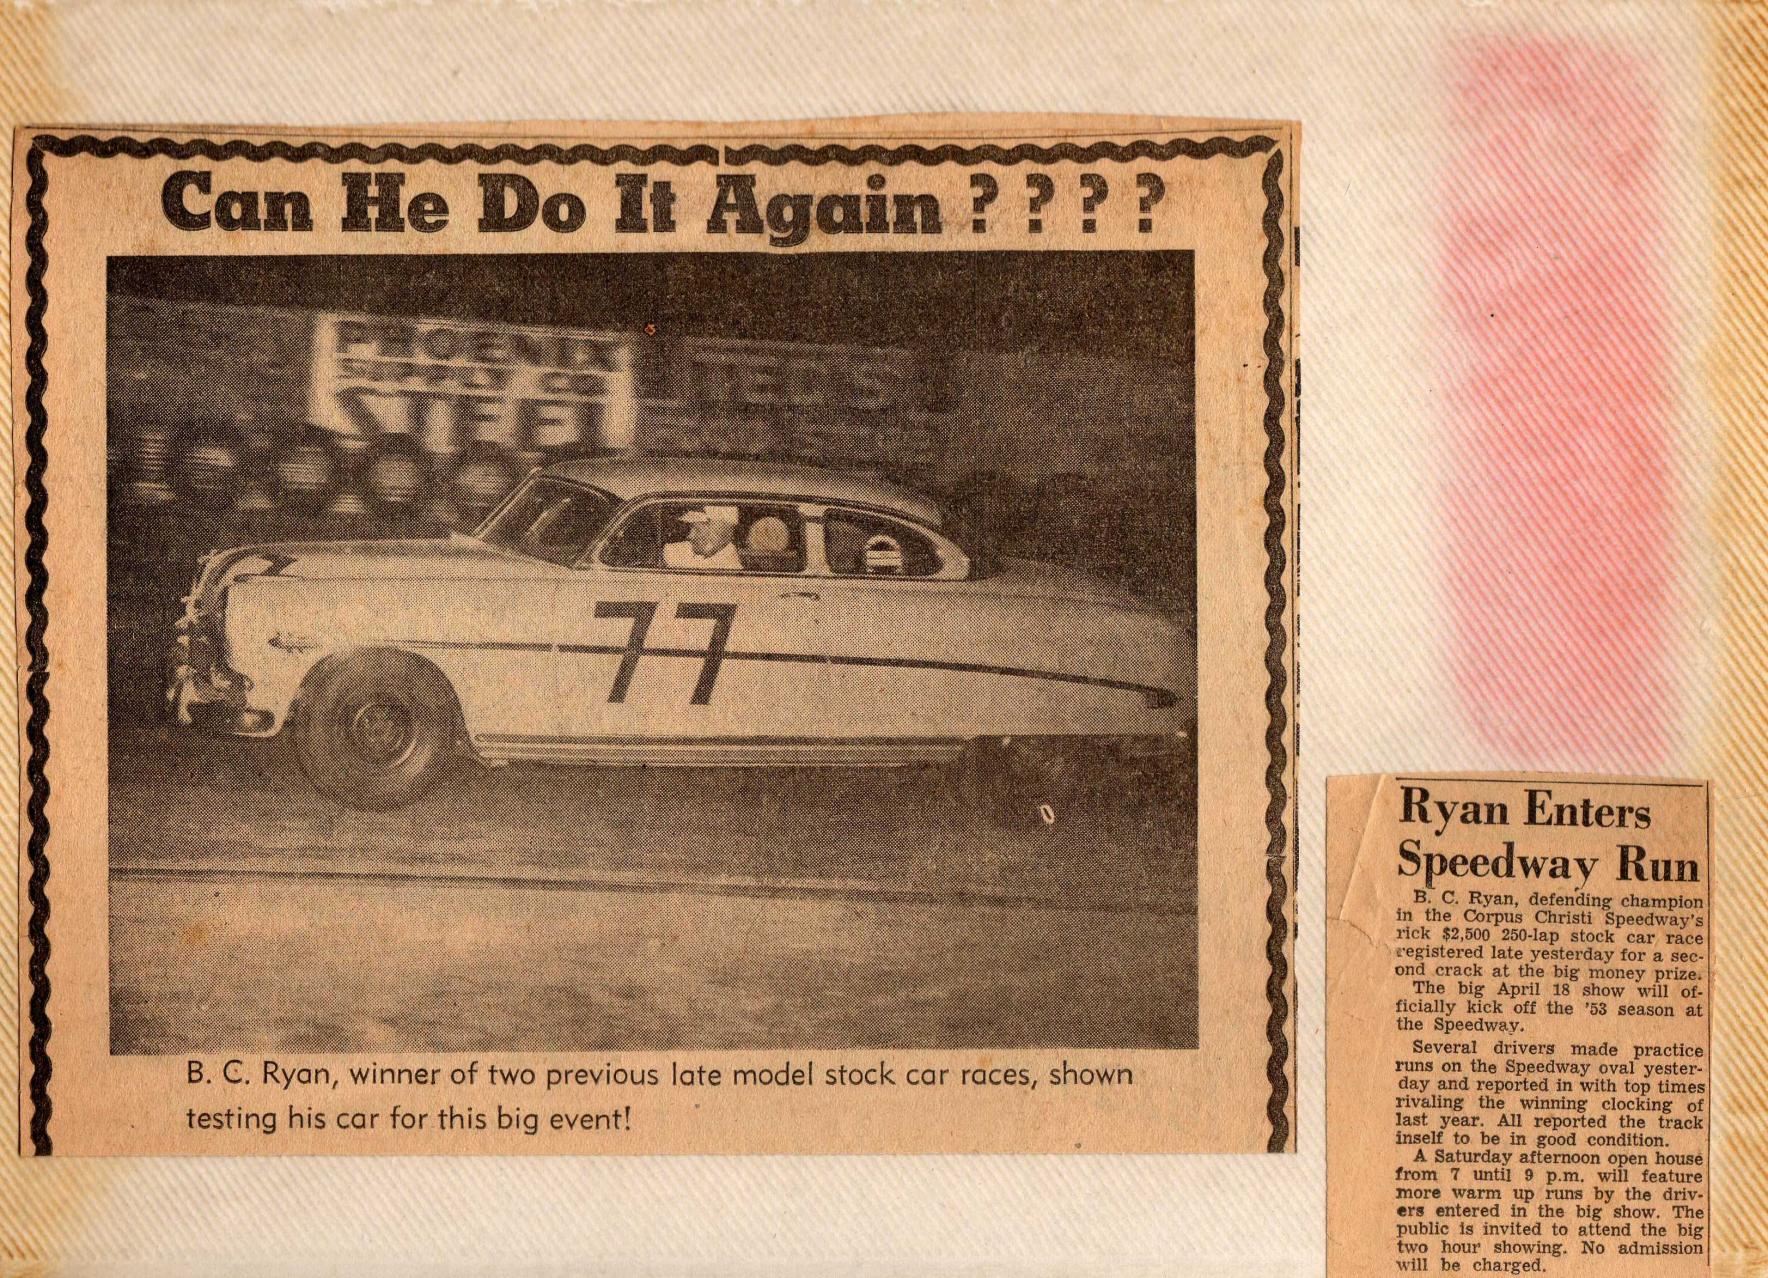 Can He Do It Again ? ? ? ?
PHOENIX
SUPPLY CO
77
B. C. Ryan, winner of two previous late model stock car races, shown
testing his car for this big event!
Ryan Enters
Speedway Run
B. C. Ryan, defending champion
in the Corpus Christi Speedway's
rick $2,500 250-lap stock car race
registered late yesterday for a sec-
ond crack at the big money prize.
The big April 18 show will of-
ficially kick off the '53 season at
the Speedway.
Several drivers made practice
runs on the Speedway oval yester-
day and reported in with top times
rivaling the winning clocking of
last year. All reported the track
inself to be in good condition.
A Saturday afternoon open house
from 7 until 9 p.m. will feature
more warm up runs by the driv-
ers entered in the big show. The
public is invited to attend the big
two hour showing. No admission
will be charged.